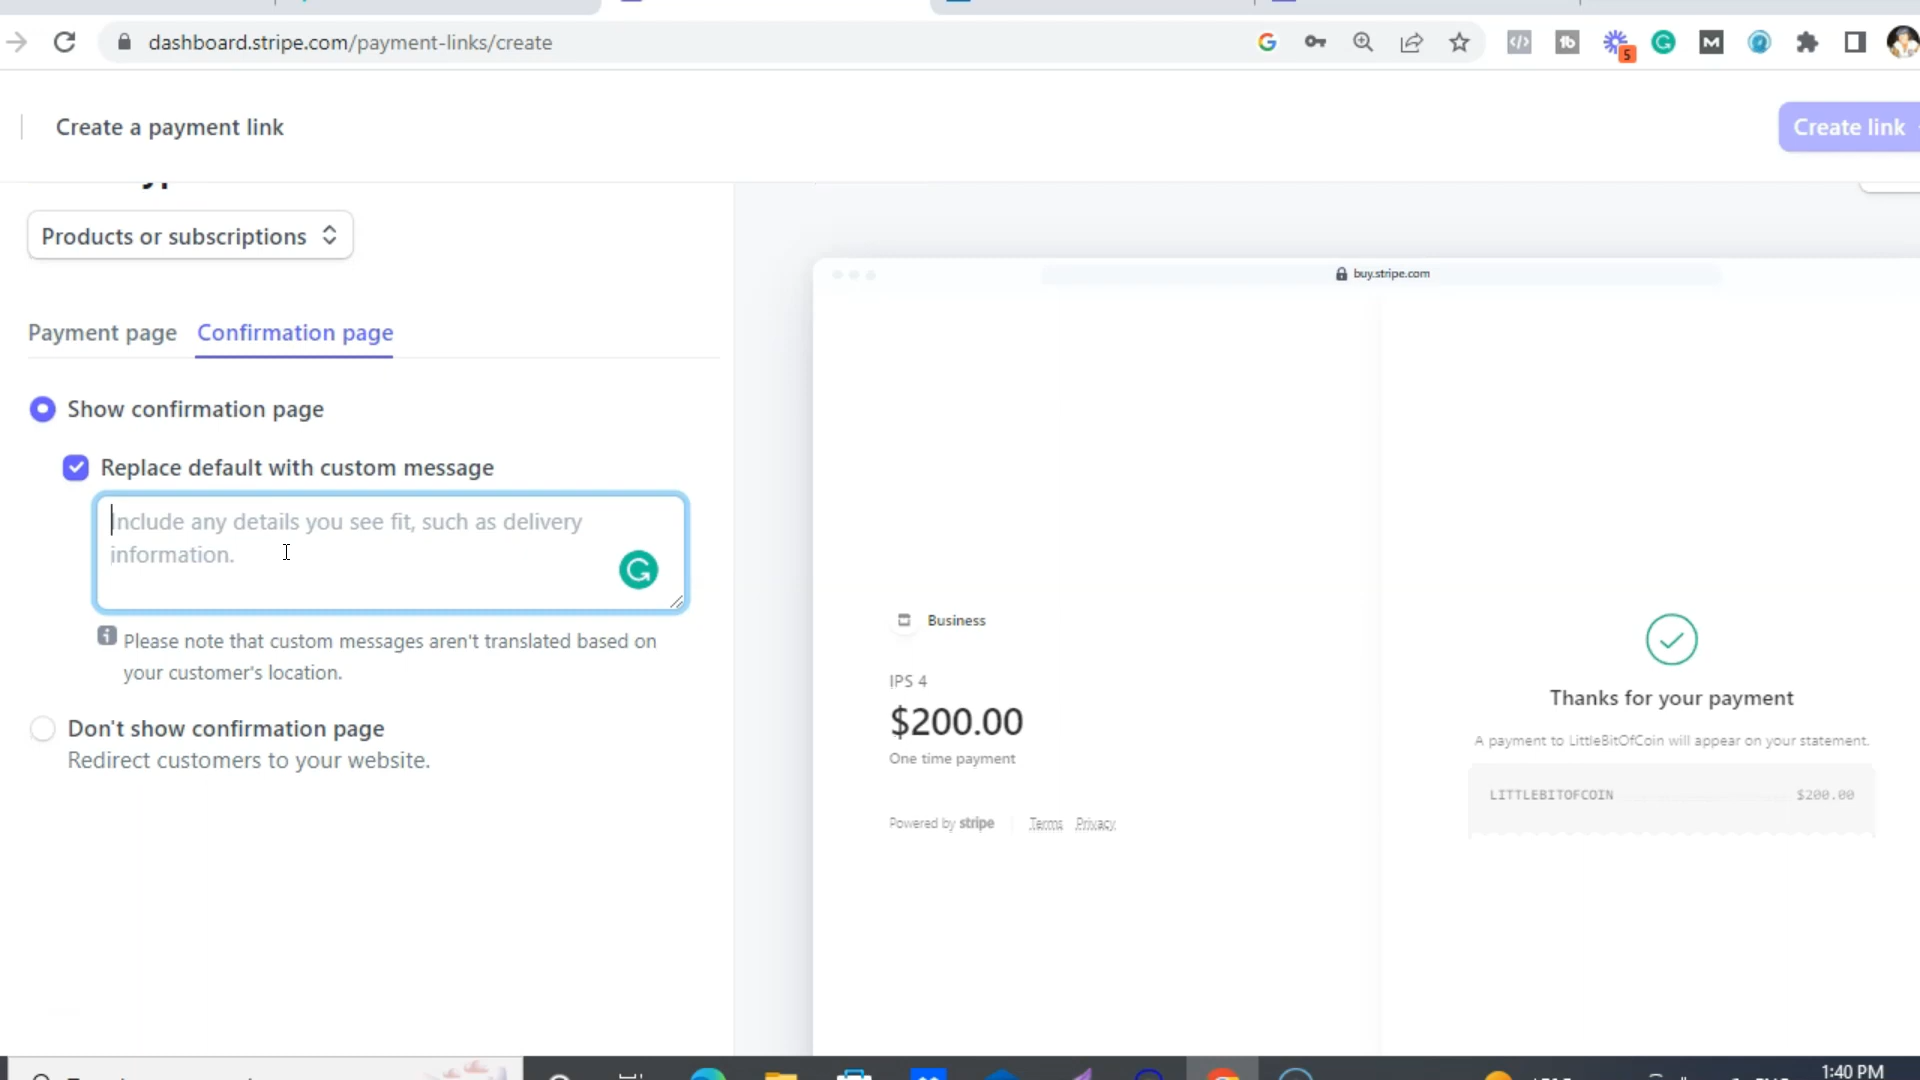 dashboard.stripe.com/payment-links/create
5
Create a payment link
Create link
Products or subscriptions
Payment page
Confirmation page
Show confirmation page
Replace default with custom message
Include any details you see fit, such as delivery
information.
Please note that custom messages aren't translated based on
your customer's location.
Don't show confirmation page
Redirect customers to your website.
buy.stripe.com
Business
IPS 4
$200.00
One time payment
Powered by stripe
Terms
Privacy
Thanks for your payment
A payment to LittleBitOfCoin will appear on your statement.
LITTLEBITOFCOIN
$200.00
1:40 PM